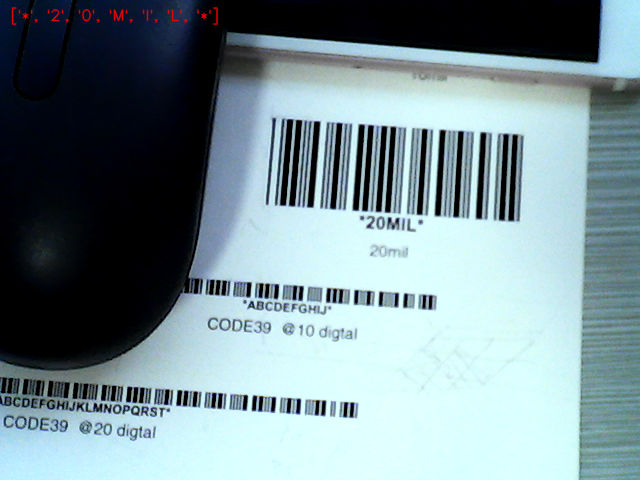 ['*', '2', '0', 'M', 'I', 'L', '*']
*20MIL*
20mil
*ABCDEFGHIJ*
CODE39 @10 digtal
ABCDEFGHIJKLMNOPQRST*
CODE39 @20 digtal